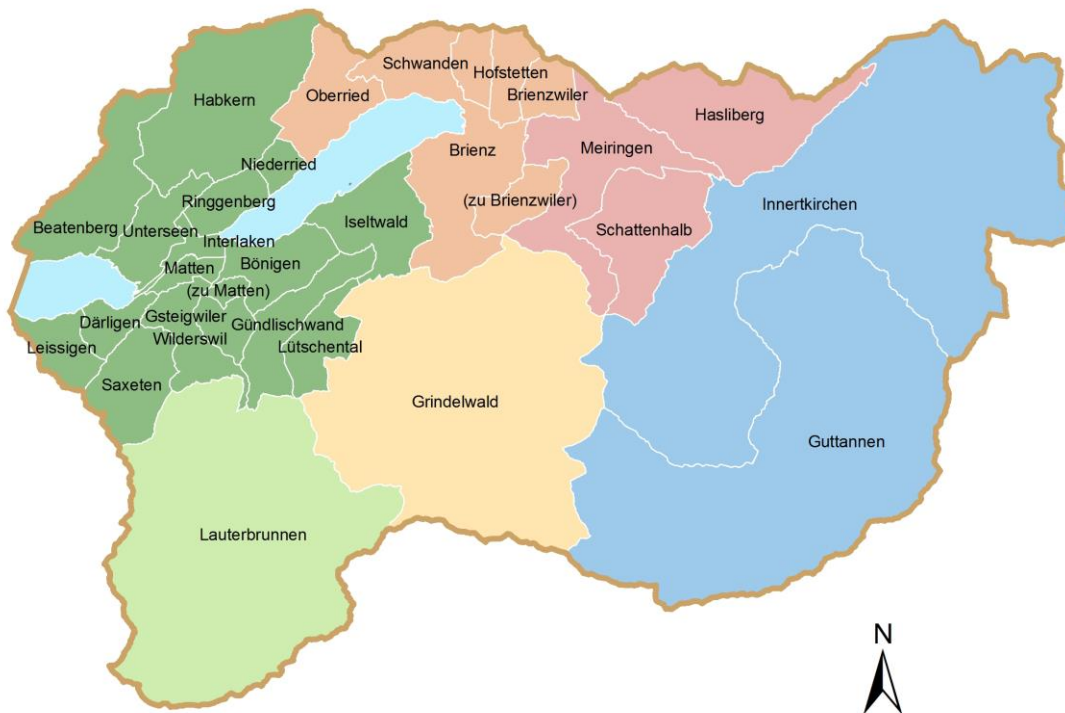 Schwanden
Hofstetten
Oberried
Brienzwiler
Habkern
Hasliberg
Brienz
Meiringen
Niederried
(zu Brienzwiler)
Ringgenberg
Innertkirchen
Iseltwald
Beatenberg
Unterseen
Schattenhalb
Interlaken
Matten
Bönigen
(zu Matten)
Gsteigwiler
Därligen
Gündlischwand
Wilderswil
Leissigen
Lütschental
Saxeten
Grindelwald
Guttannen
Lauterbrunnen
N